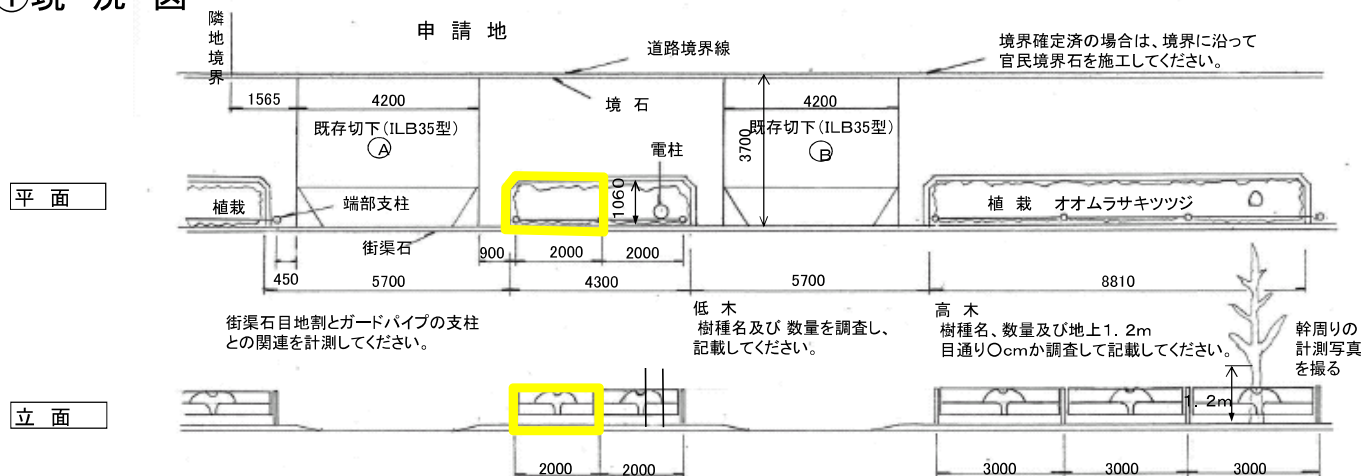 ①現 況 図
隣地境界
申 請 地
道路境界線
境界確定済の場合は、境界に沿って
官民境界石を施工してください。
1565
4200
境 石
4200
既存切下(ILB35型)
A
3700
既存切下(ILB35型)
B
電柱
平 面
植栽
端部支柱
1060
植 栽 オオムラサキツツジ
街渠石
900
2000
2000
450
5700
4300
5700
8810
街渠石目地割とガードパイプの支柱
との関連を計測してください。
低 木
樹種名及び 数量を調査し、
記載してください。
高 木
樹種名、数量及び地上1．2m
目通り〇cmか調査して記載してください。
幹周りの
計測写真
を撮る
立 面
1．2m
2000
2000
3000
3000
3000